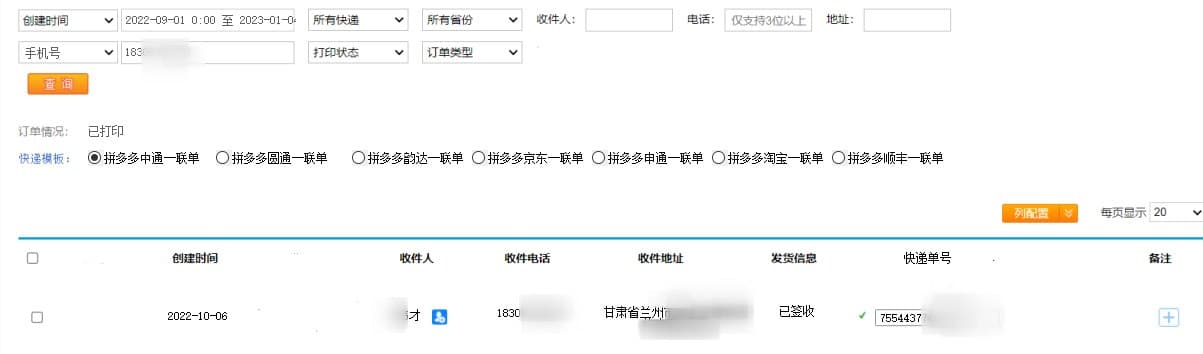 创建时间 2022-09-01 0:00 至 2023-01-04 所有快递 所有省份 收件人: 电话: 仅支持3位以上 地址:
手机号 183 打印状态 订单类型
查 询
订单情况: 已打印
快递模板: 拼多多中通一联单 拼多多圆通一联单 拼多多韵达一联单 拼多多京东一联单 拼多多申通一联单 拼多多淘宝一联单 拼多多顺丰一联单
列配置 每页显示 20
创建时间 收件人 收件电话 收件地址 发货信息 快递单号 备注
2022-10-06 才 1830 甘肃省兰州 已签收 7554437